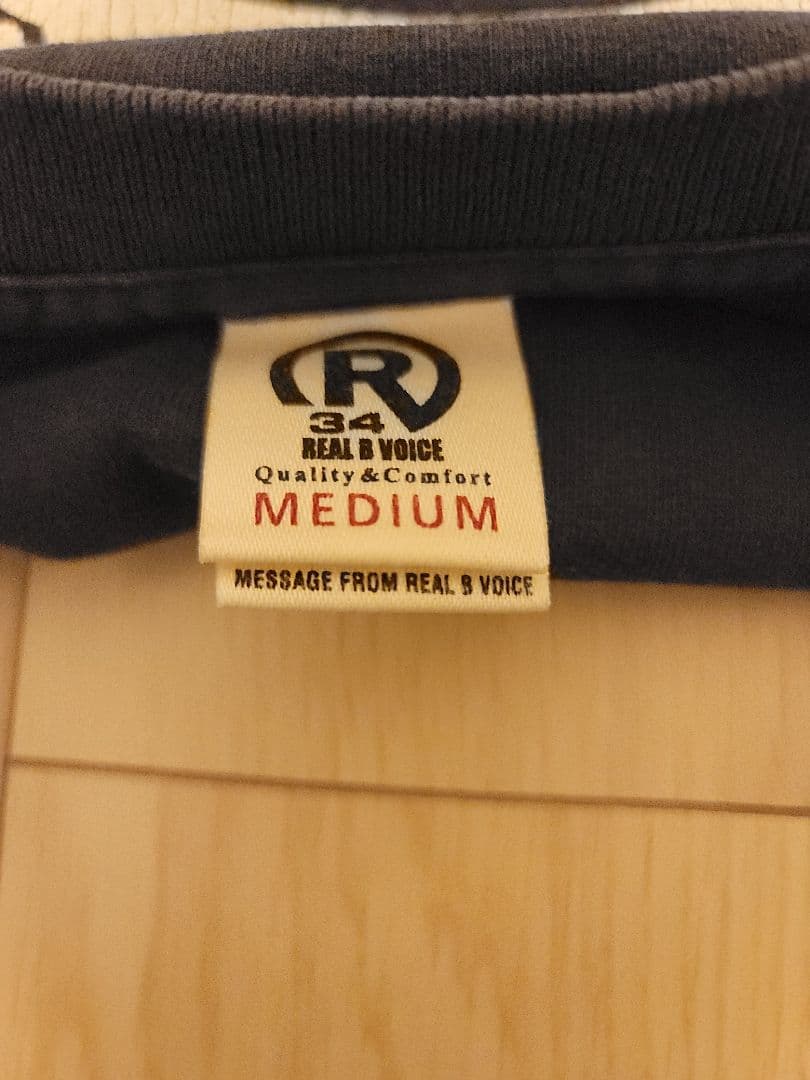 R
34
REAL B VOICE
Quality & Comfort
MEDIUM
MESSAGE FROM REAL B VOICE